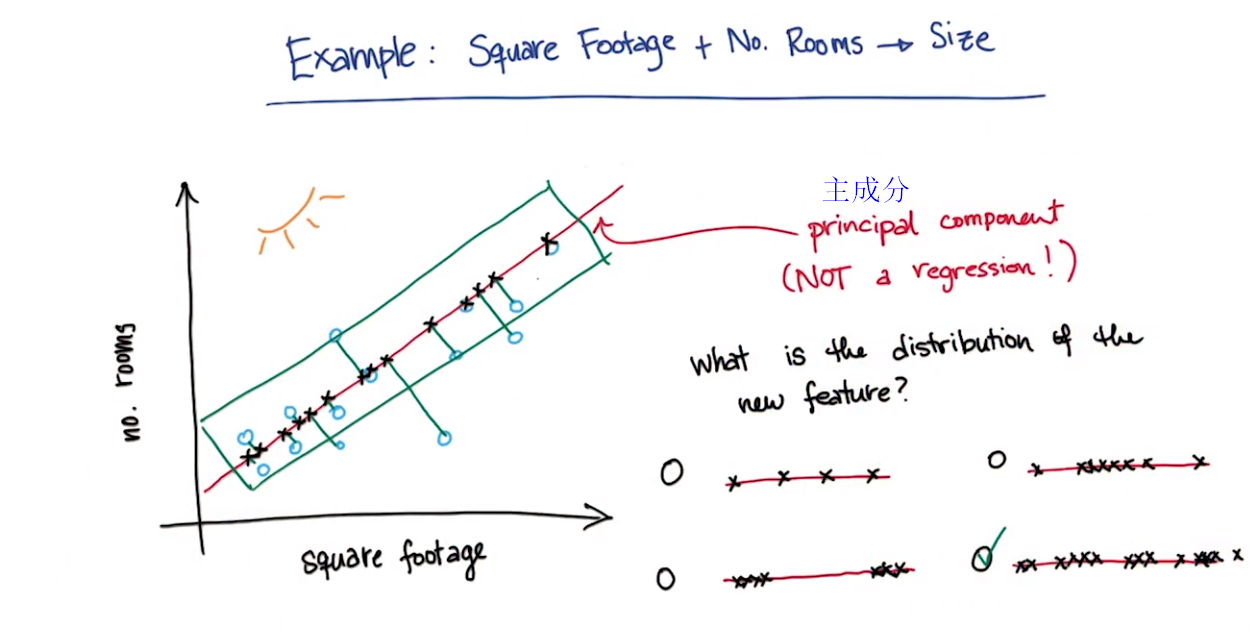 Example: Square Footage + No. Rooms → Size
主成分
principal component
(NOT a regression!)
no. rooms
What is the distribution of the
new feature?
square footage